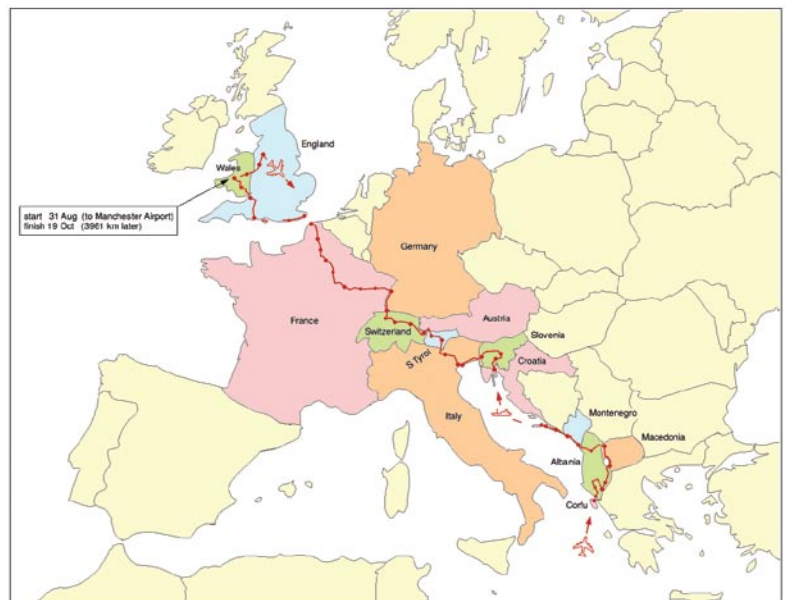 England
Wales
start 31 Aug (to Manchester Airport)
finish 19 Oct (3961 km later)
Germany
France
Austria
Switzerland
Slovenia
S Tyrol
Croatia
Italy
Montenegro
Macedonia
Albania
Corfu